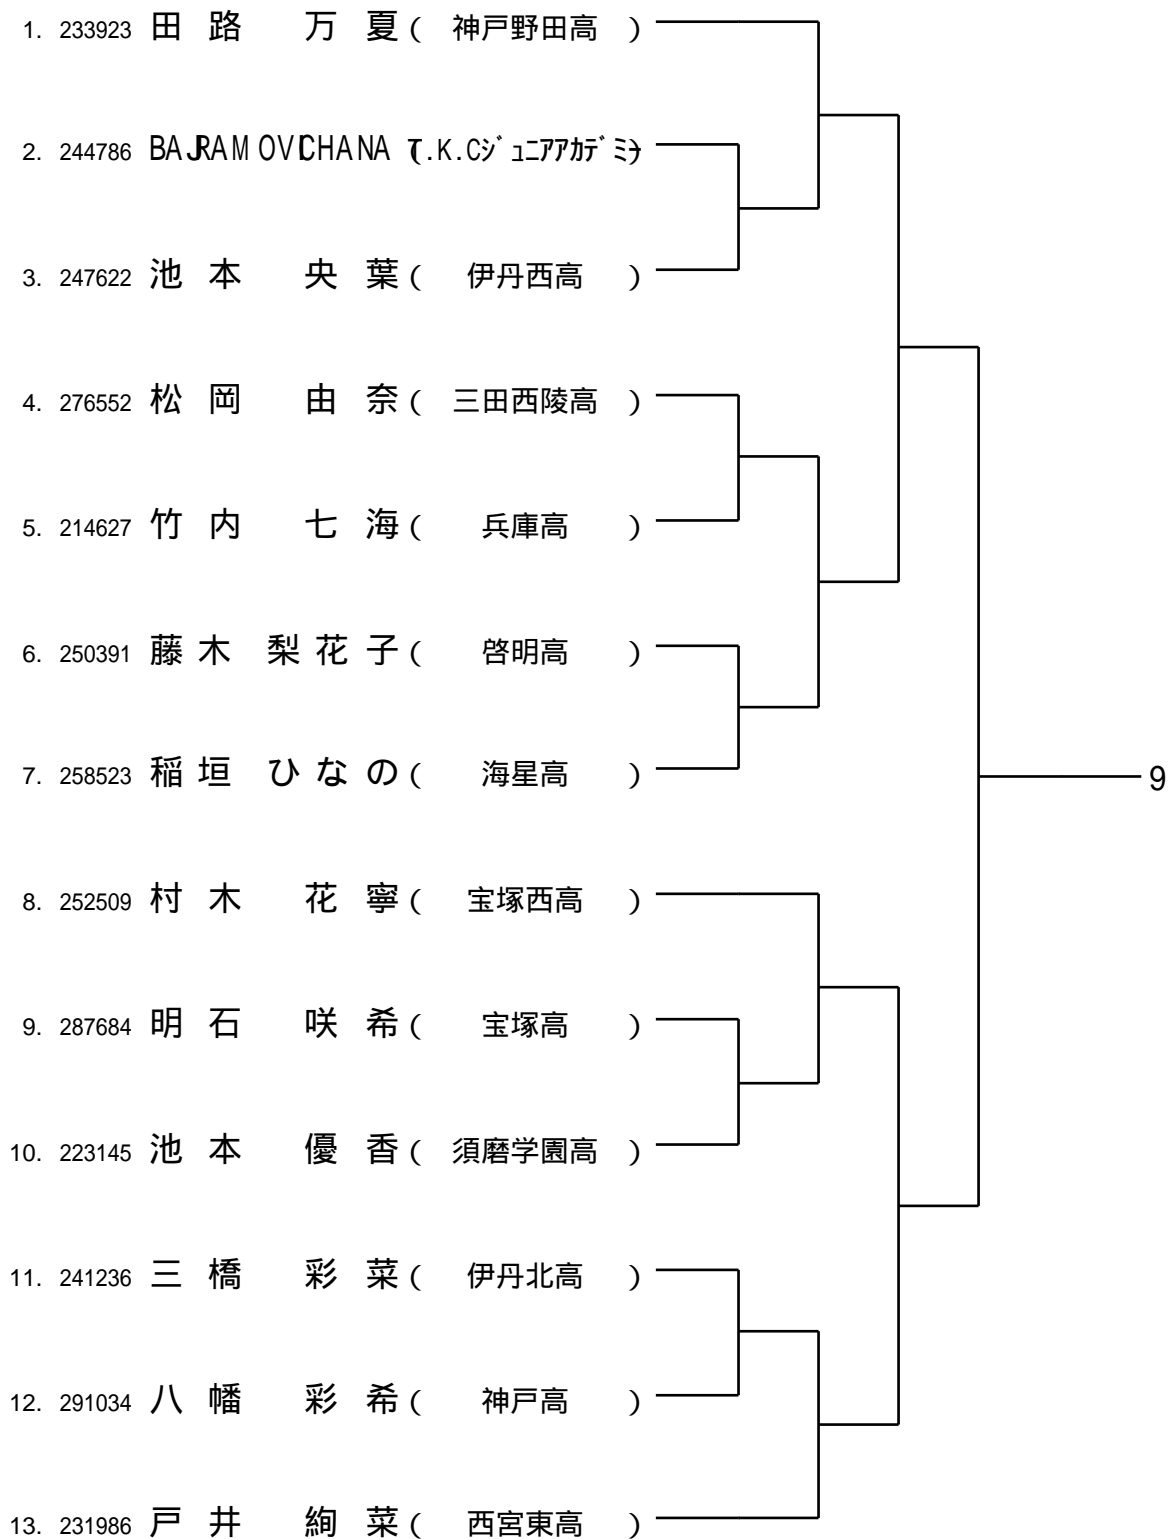 1. 233923 田 路 万 夏 ( 神戸野田高 )
2. 244786 BAJRAMOVICHANA (T.K.Cジュニアアカデミー)
3. 247622 池 本 央 葉 ( 伊丹西高 )
4. 276552 松 岡 由 奈 ( 三田西陵高 )
5. 214627 竹 内 七 海 ( 兵庫高 )
6. 250391 藤 木 梨 花 子 ( 啓明高 )
7. 258523 稲 垣 ひ な の ( 海星高 )
9
8. 252509 村 木 花 寧 ( 宝塚西高 )
9. 287684 明 石 咲 希 ( 宝塚高 )
10. 223145 池 本 優 香 ( 須磨学園高 )
11. 241236 三 橋 彩 菜 ( 伊丹北高 )
12. 291034 八 幡 彩 希 ( 神戸高 )
13. 231986 戸 井 絢 菜 ( 西宮東高 )